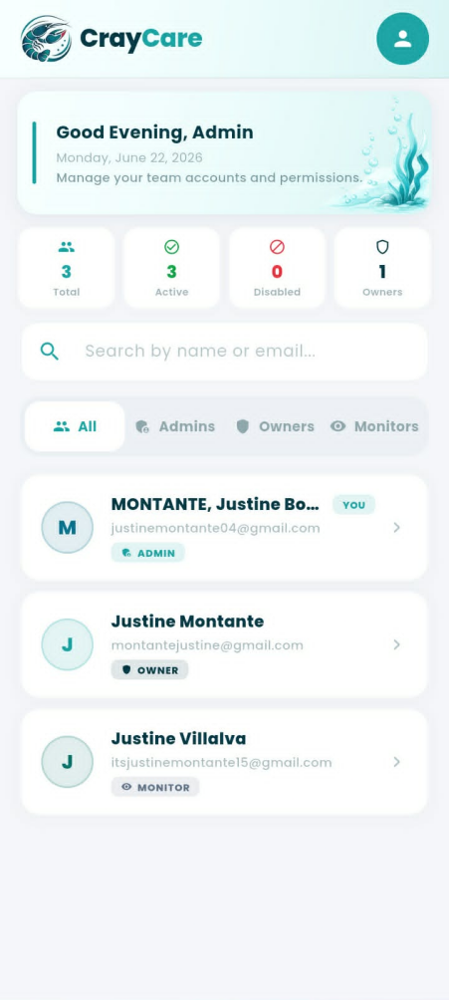 CrayCare
Good Evening, Admin
Monday, June 22, 2026
Manage your team accounts and permissions.
3 3 0 1
Total Active Disabled Owners
Search by name or email...
All Admins Owners Monitors
MONTANTE, Justine Bo... YOU
justinemontante04@gmail.com
ADMIN
M
Justine Montante
montantejustine@gmail.com
OWNER
J
Justine Villalva
itsjustinemontante15@gmail.com
MONITOR
J